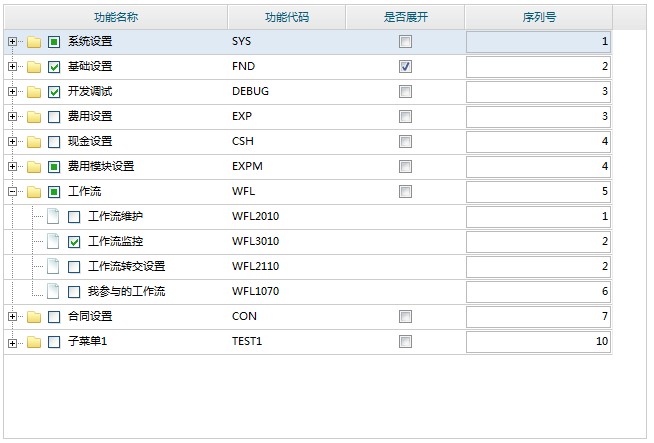 功能名称 功能代码 是否展开 序列号
系统设置 SYS 1
基础设置 FND 2
开发调试 DEBUG 3
费用设置 EXP 3
现金设置 CSH 4
费用模块设置 EXPM 4
工作流 WFL 5
工作流维护 WFL2010 1
工作流监控 WFL3010 2
工作流转交设置 WFL2110 2
我参与的工作流 WFL1070 6
合同设置 CON 7
子菜单1 TEST1 10